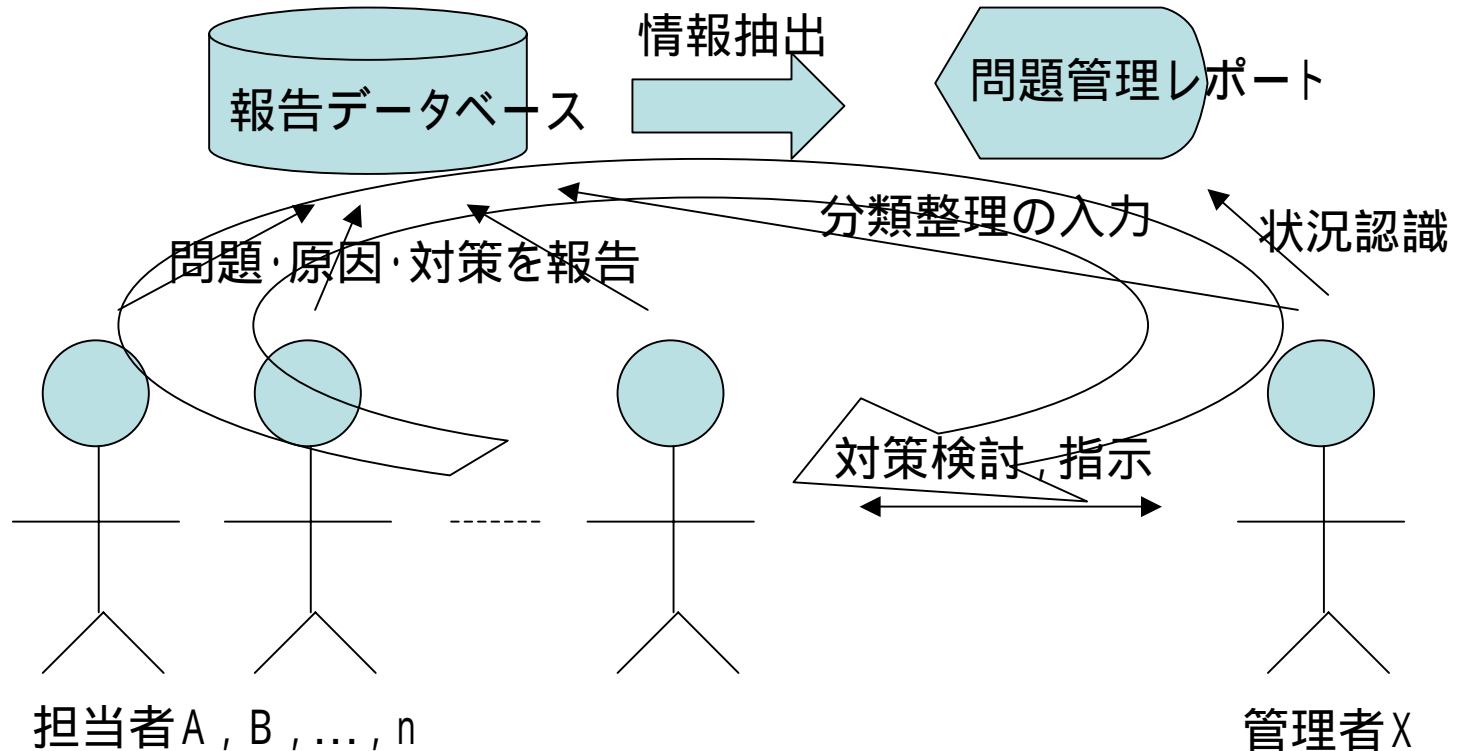 情報抽出
報告データベース
問題管理レポート
分類整理の入力
状況認識
問題・原因・対策を報告
対策検討,指示
担当者A,B,...,n
管理者X